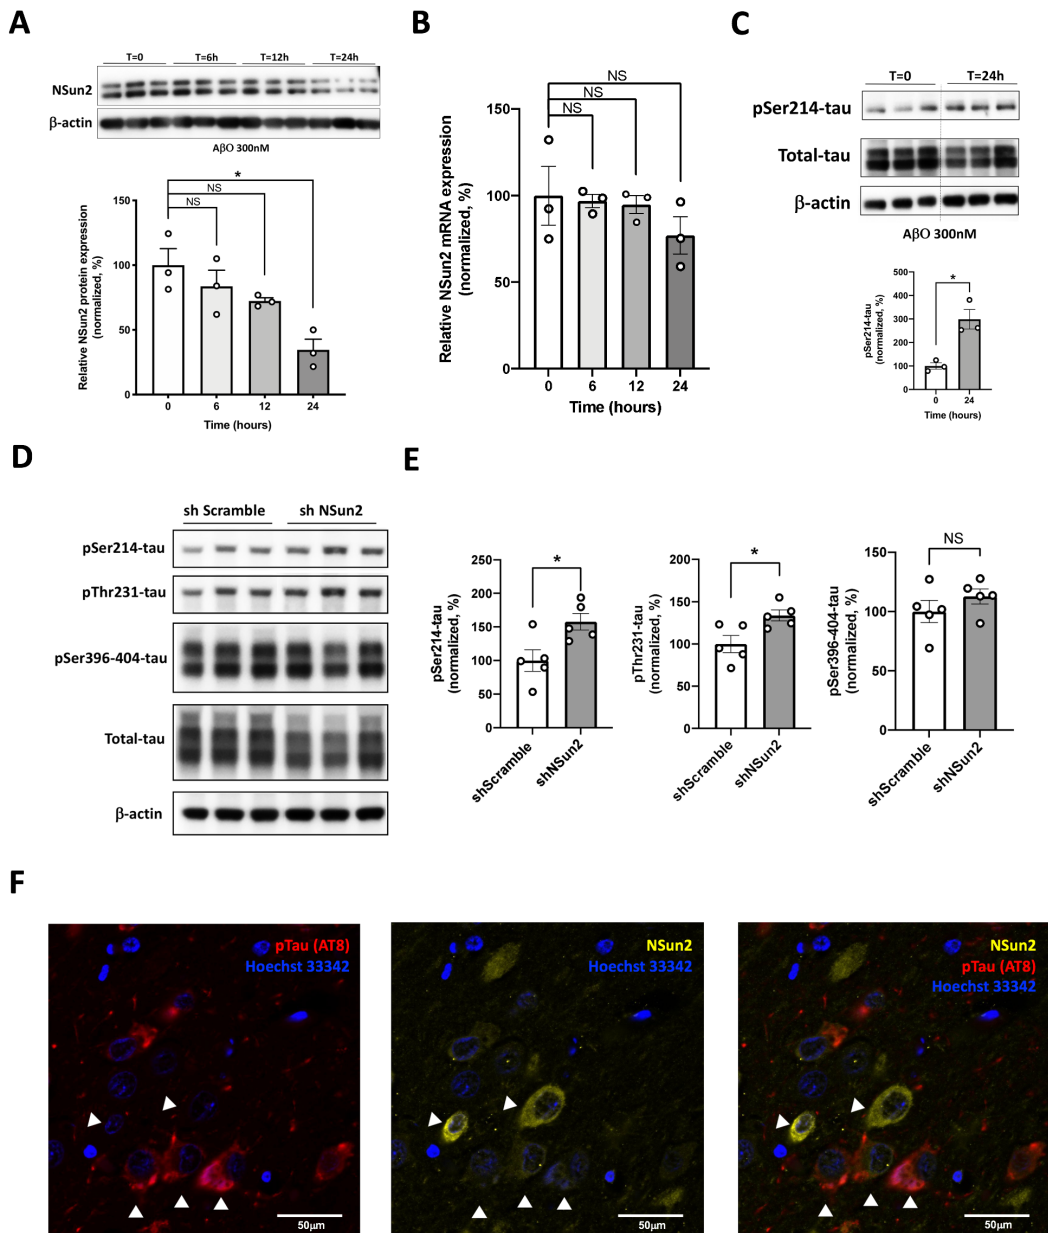 A
T=0 T=6h T=12h T=24h
NSun2
β-actin
AβO 300nM
*
NS
NS
Relative NSun2 protein expression
(normalized, %)
150
100
50
0
0 6 12 24
Time (hours)
B
NS
NS
NS
Relative NSun2 mRNA expression
(normalized, %)
150
100
50
0
0 6 12 24
Time (hours)
C
T=0 T=24h
pSer214-tau
Total-tau
β-actin
AβO 300nM
*
pSer214-tau
(normalized, %)
500
400
300
200
100
0
0 24
Time (hours)
D
sh Scramble sh NSun2
pSer214-tau
pThr231-tau
pSer396-404-tau
Total-tau
β-actin
E
*
pSer214-tau
(normalized, %)
250
200
150
100
50
0
shScramble
shNSun2
*
pThr231-tau
(normalized, %)
200
150
100
50
0
shScramble
shNSun2
NS
pSer396-404-tau
(normalized, %)
150
100
50
0
shScramble
shNSun2
F
pTau (AT8)
Hoechst 33342
50µm
NSun2
Hoechst 33342
50µm
NSun2
pTau (AT8)
Hoechst 33342
50µm